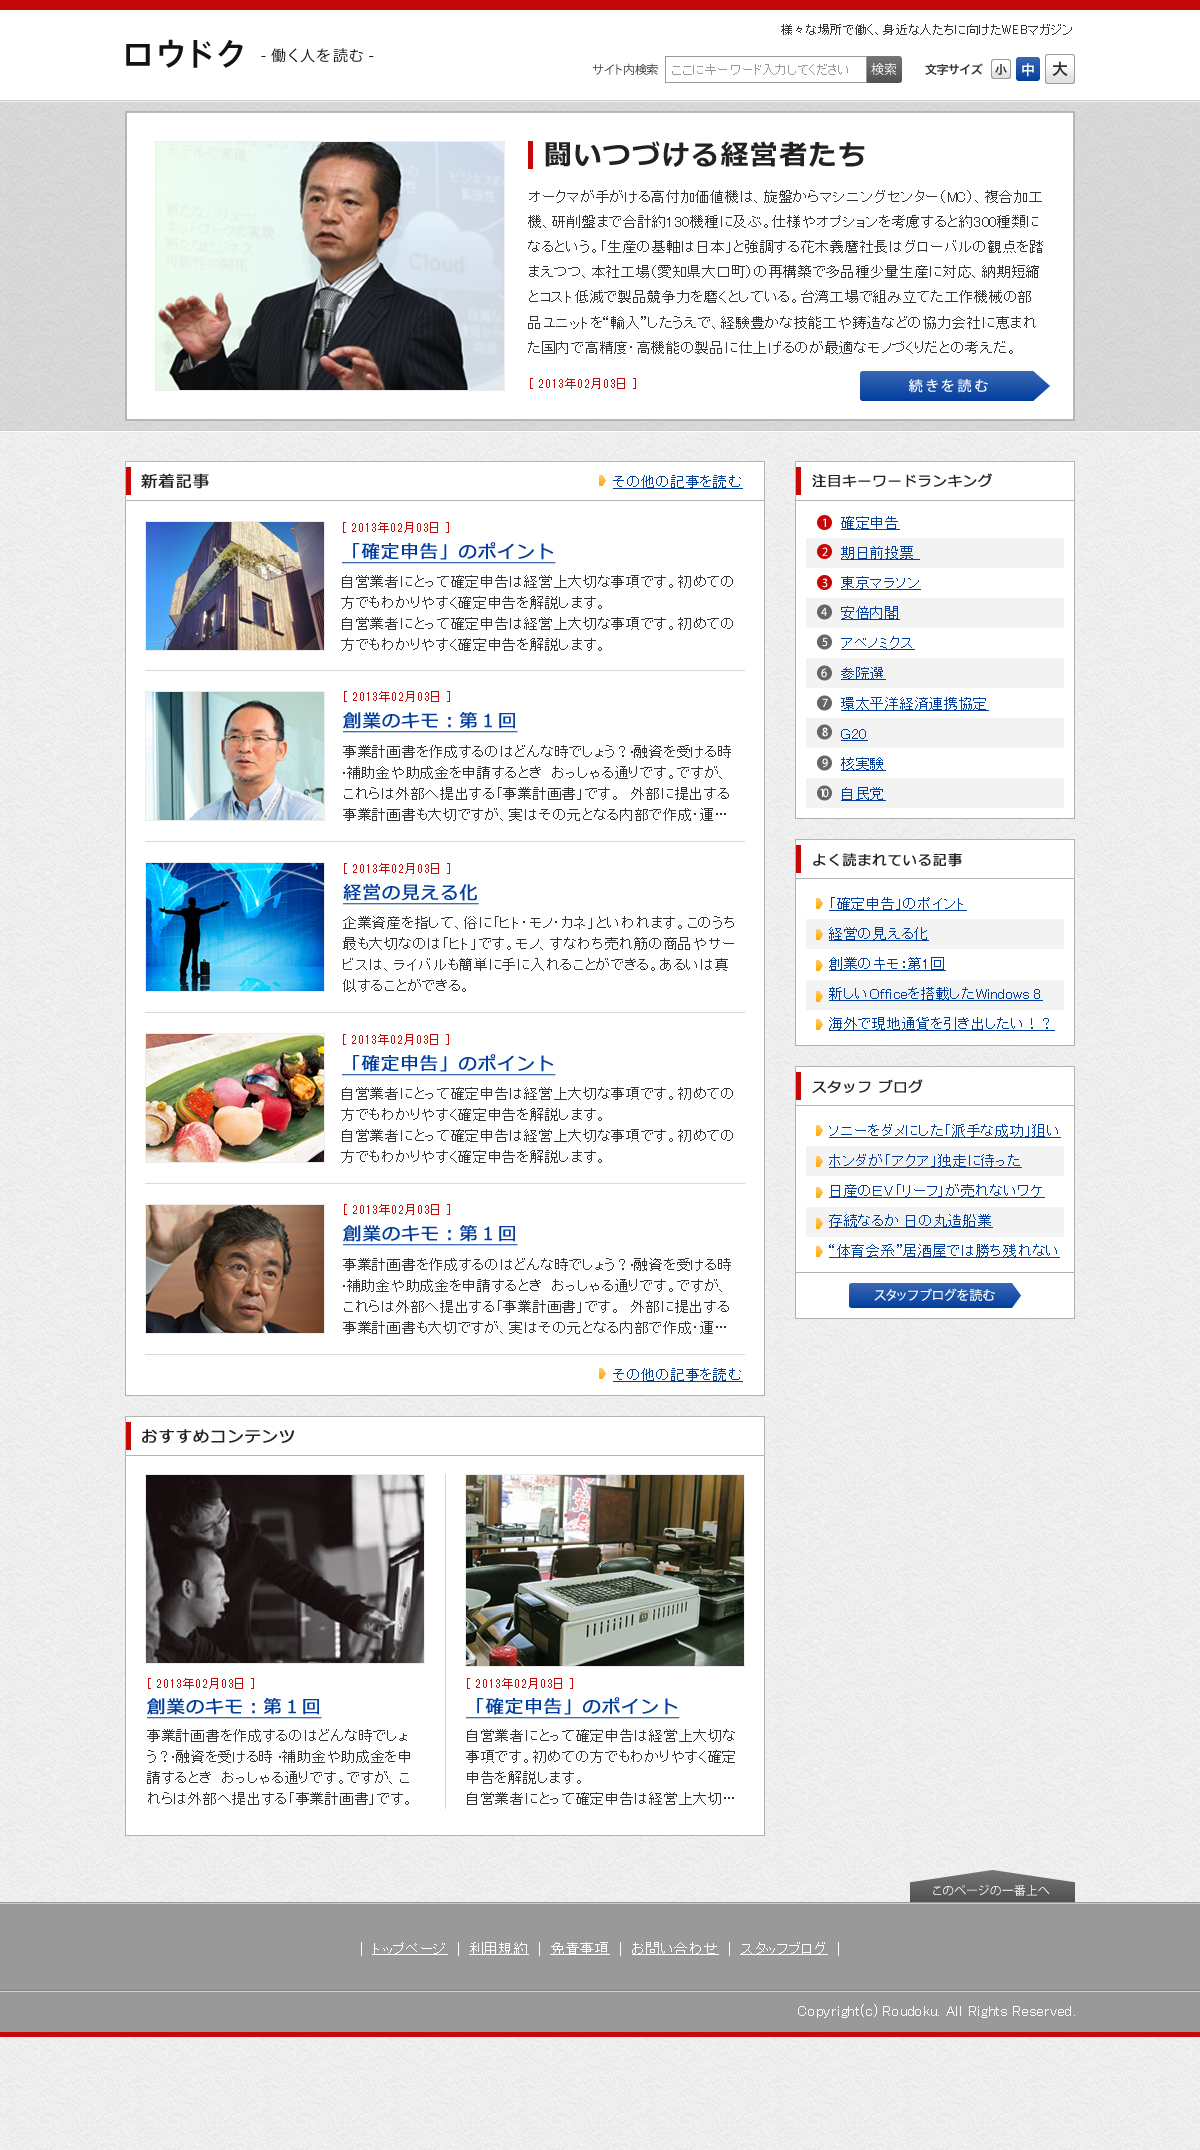 様々な場所で働く、身近な人たちに向けたWEBマガジン
ロウドク - 働く人を読む -
サイト内検索 ここにキーワード入力してください 検索 文字サイズ 小 中 大
モデルの実現
ビジネスの
新たなバリュー
ネットワークの実現
新たなビジネス
可能性の開拓
Cloud
闘いつづける経営者たち
オークマが手がける高付加価値機は、旋盤からマシニングセンター（MC）、複合加工
機、研削盤まで合計約130機種に及ぶ。仕様やオプションを考慮すると約300種類に
なるという。「生産の基軸は日本」と強調する花木義麿社長はグローバルの観点を踏
まえつつ、本社工場（愛知県大口町）の再構築で多品種少量生産に対応、納期短縮
とコスト低減で製品競争力を磨くとしている。台湾工場で組み立てた工作機械の部
品ユニットを“輸入”したうえで、経験豊かな技能工や鋳造などの協力会社に恵まれ
た国内で高精度・高機能の製品に仕上げるのが最適なモノづくりだとの考えだ。
[ 2013年02月03日 ]
続きを読む
新着記事
その他の記事を読む
[ 2013年02月03日 ]
「確定申告」のポイント
自営業者にとって確定申告は経営上大切な事項です。初めての
方でもわかりやすく確定申告を解説します。
自営業者にとって確定申告は経営上大切な事項です。初めての
方でもわかりやすく確定申告を解説します。
[ 2013年02月03日 ]
創業のキモ：第１回
事業計画書を作成するのはどんな時でしょう？・融資を受ける時
・補助金や助成金を申請するとき　おっしゃる通りです。ですが、
これらは外部へ提出する「事業計画書」です。　外部に提出する
事業計画書も大切ですが、実はその元となる内部で作成・運…
[ 2013年02月03日 ]
経営の見える化
企業資産を指して、俗に「ヒト・モノ・カネ」といわれます。このうち
最も大切なのは「ヒト」です。モノ、すなわち売れ筋の商品やサー
ビスは、ライバルも簡単に手に入れることができる。あるいは真
似することができる。
[ 2013年02月03日 ]
「確定申告」のポイント
自営業者にとって確定申告は経営上大切な事項です。初めての
方でもわかりやすく確定申告を解説します。
自営業者にとって確定申告は経営上大切な事項です。初めての
方でもわかりやすく確定申告を解説します。
[ 2013年02月03日 ]
創業のキモ：第１回
事業計画書を作成するのはどんな時でしょう？・融資を受ける時
・補助金や助成金を申請するとき　おっしゃる通りです。ですが、
これらは外部へ提出する「事業計画書」です。　外部に提出する
事業計画書も大切ですが、実はその元となる内部で作成・運…
その他の記事を読む
おすすめコンテンツ
[ 2013年02月03日 ]
創業のキモ：第１回
事業計画書を作成するのはどんな時でしょ
う？・融資を受ける時 ・補助金や助成金を申
請するとき　おっしゃる通りです。ですが、こ
れらは外部へ提出する「事業計画書」です。
[ 2013年02月03日 ]
「確定申告」のポイント
自営業者にとって確定申告は経営上大切な
事項です。初めての方でもわかりやすく確定
申告を解説します。
自営業者にとって確定申告は経営上大切…
注目キーワードランキング
1 確定申告
2 期日前投票
3 東京マラソン
4 安倍内閣
5 アベノミクス
6 参院選
7 環太平洋経済連携協定
8 G20
9 核実験
10 自民党
よく読まれている記事
「確定申告」のポイント
経営の見える化
創業のキモ：第1回
新しいOfficeを搭載したWindows 8
海外で現地通貨を引き出したい！？
スタッフ ブログ
ソニーをダメにした「派手な成功」狙い
ホンダが「アクア」独走に待った
日産のEV「リーフ」が売れないワケ
存続なるか 日の丸造船業
“体育会系”居酒屋では勝ち残れない
スタッフブログを読む
このページの一番上へ
| トップページ | 利用規約 | 免責事項 | お問い合わせ | スタッフブログ |
Copyright(c) Roudoku. All Rights Reserved.